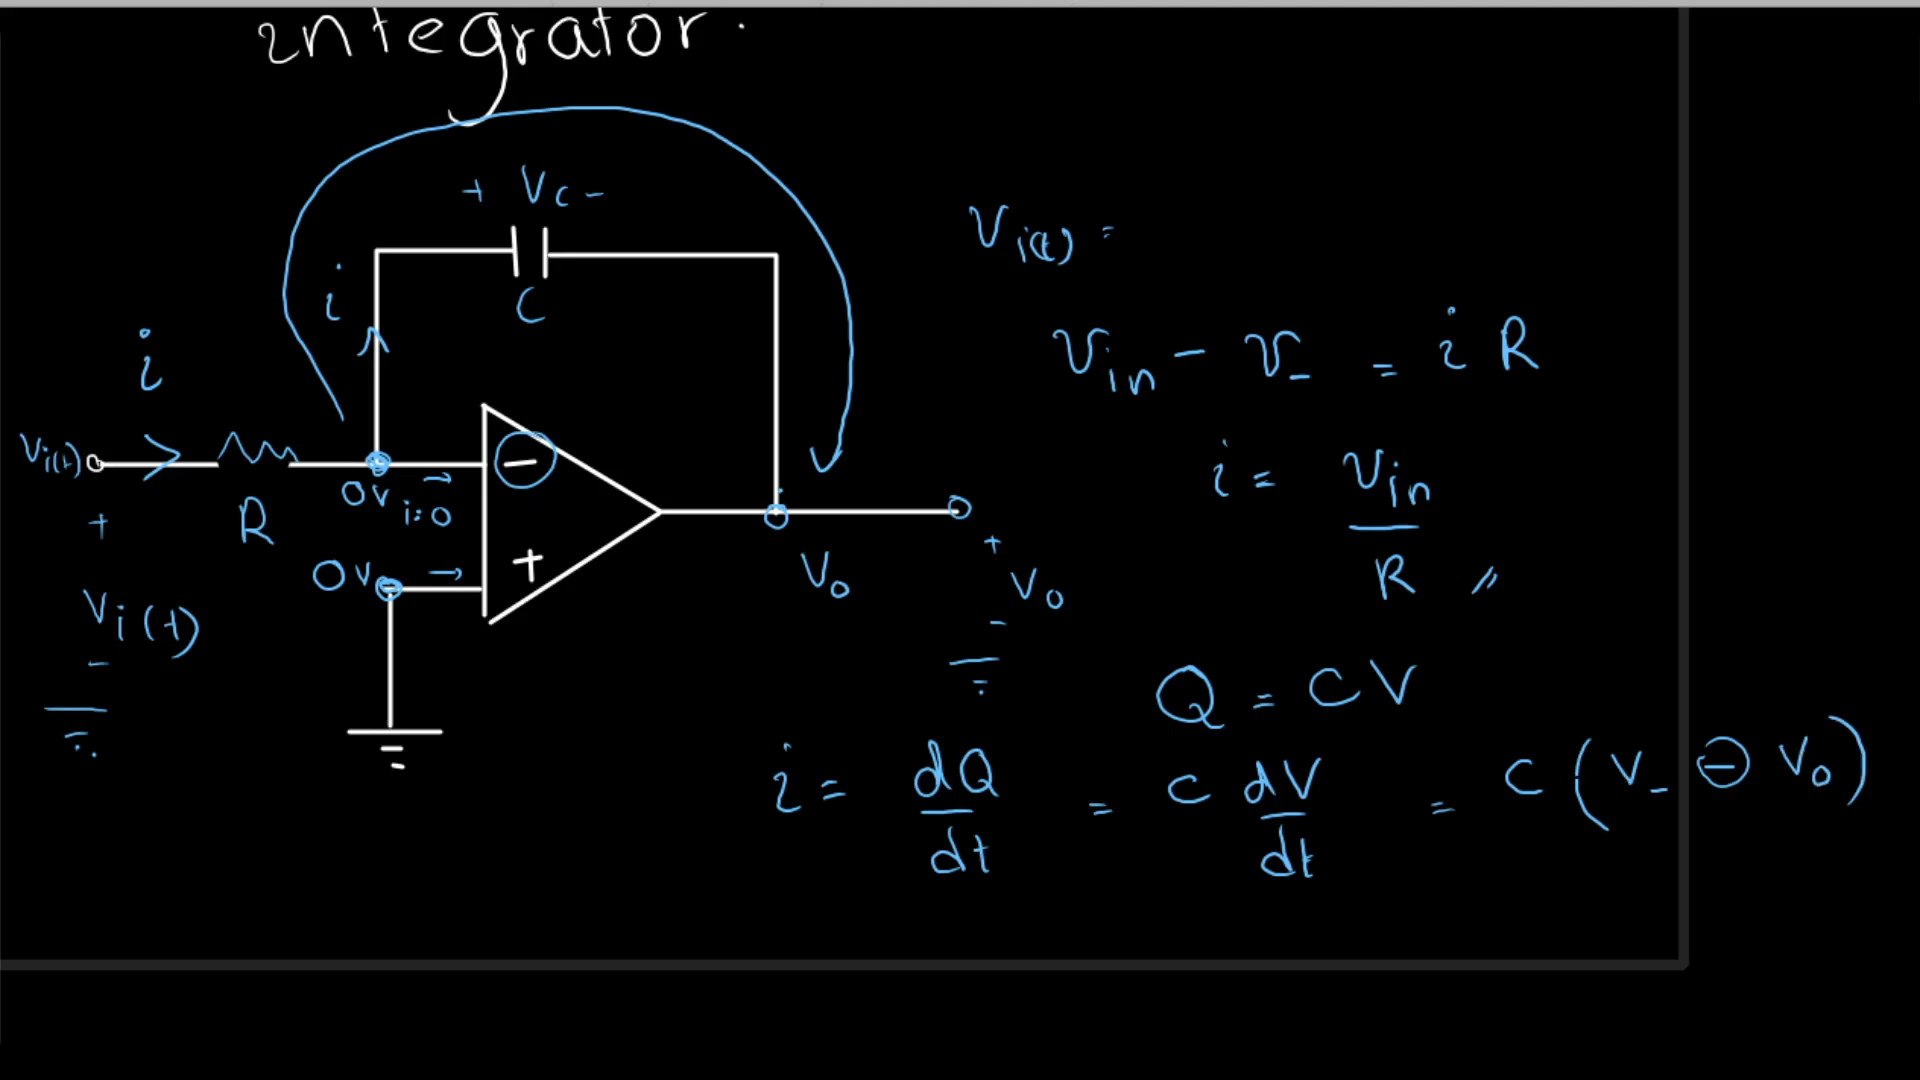 integrator.
+ Vc -
C
i
i
Vi(t)
R
0v
i=0
-
+
0v
+
Vi(t)
-
Vo
+
Vo
-
Vi(t) =
Vin - V- = iR
i = Vin/R //
Q = CV
i = dQ/dt = C dV/dt = C (V- - Vo)